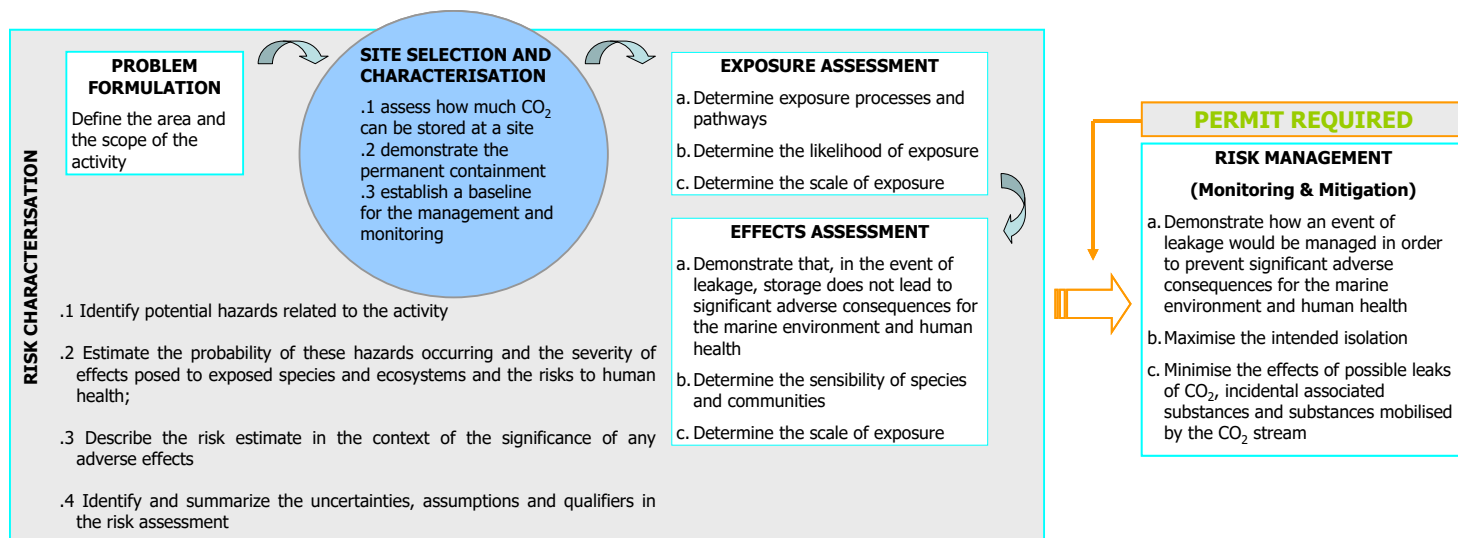 RISK CHARACTERISATION
PROBLEM
FORMULATION
Define the area and
the scope of the
activity
SITE SELECTION AND
CHARACTERISATION
.1 assess how much CO₂
can be stored at a site
.2 demonstrate the
permanent containment
.3 establish a baseline
for the management and
monitoring
EXPOSURE ASSESSMENT
a. Determine exposure processes and
pathways
b. Determine the likelihood of exposure
c. Determine the scale of exposure
EFFECTS ASSESSMENT
a. Demonstrate that, in the event of
leakage, storage does not lead to
significant adverse consequences for
the marine environment and human
health
b. Determine the sensibility of species
and communities
c. Determine the scale of exposure
.1 Identify potential hazards related to the activity
.2 Estimate the probability of these hazards occurring and the severity of
effects posed to exposed species and ecosystems and the risks to human
health;
.3 Describe the risk estimate in the context of the significance of any
adverse effects
.4 Identify and summarize the uncertainties, assumptions and qualifiers in
the risk assessment
PERMIT REQUIRED
RISK MANAGEMENT
(Monitoring & Mitigation)
a. Demonstrate how an event of
leakage would be managed in order
to prevent significant adverse
consequences for the marine
environment and human health
b. Maximise the intended isolation
c. Minimise the effects of possible leaks
of CO₂, incidental associated
substances and substances mobilised
by the CO₂ stream